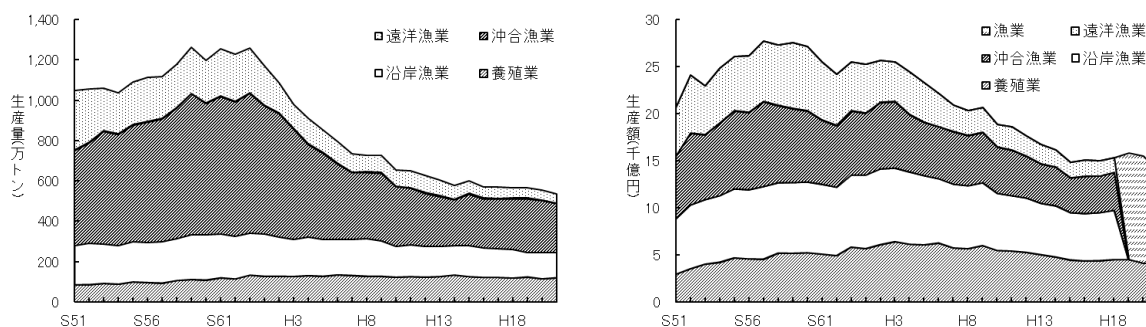 1,400
1,200
1,000
800
600
400
200
0
生産量(万トン)
遠洋漁業
沖合漁業
沿岸漁業
養殖業
S51
S56
S61
H3
H8
H13
H18
30
25
20
15
10
5
0
生産額(千億円)
漁業
遠洋漁業
沖合漁業
沿岸漁業
養殖業
S51
S56
S61
H3
H8
H13
H18